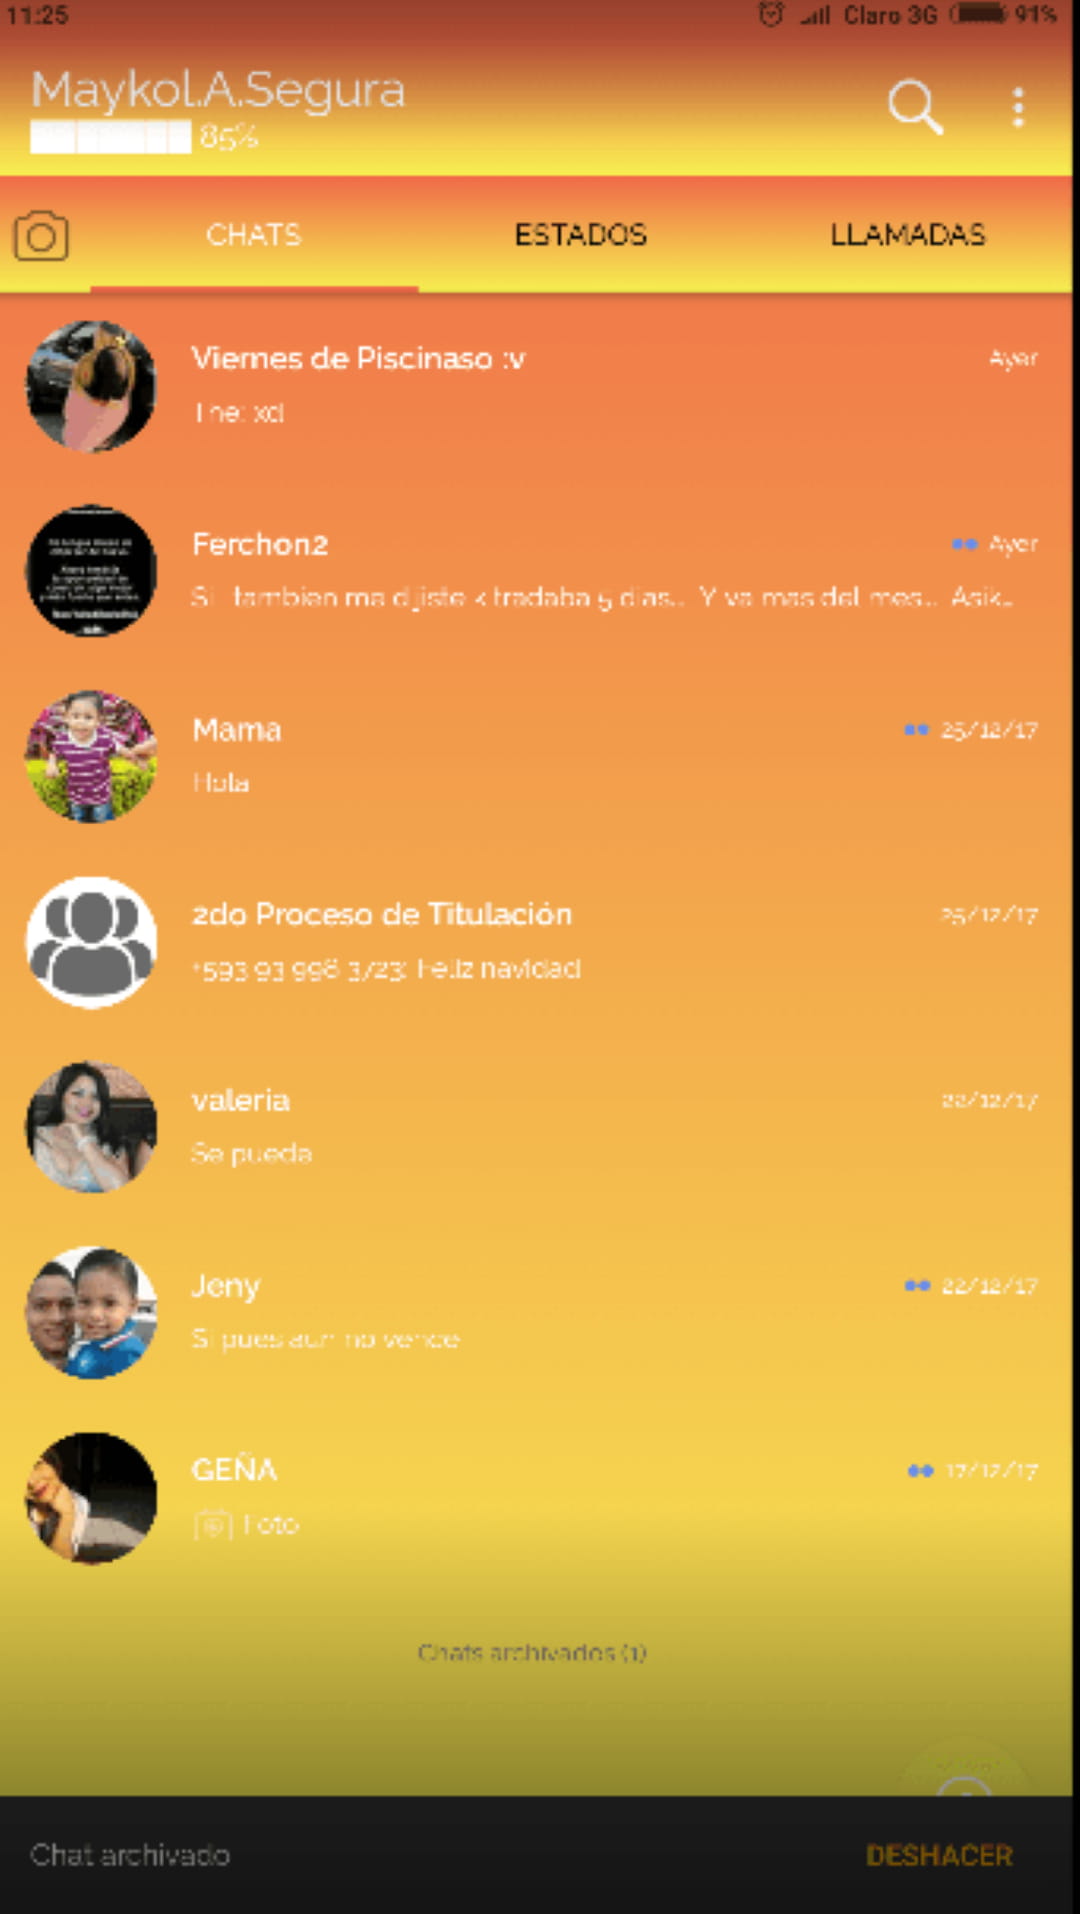 11:25
Claro 3G 91%
Maykol.A.Segura
85%
CHATS ESTADOS LLAMADAS
Viernes de Piscinaso :v Ayer
The: xd
Ferchon2 Ayer
Si tambien me dijiste k tradaba 5 dias... Y va mas del mes... Asik...
Mama 25/12/17
Hola
2do Proceso de Titulación 25/12/17
+593 93 998 3723: Feliz navidad
valeria 22/12/17
Se puede
Jeny 22/12/17
Si pues aun no vence
GEÑA 17/12/17
Foto
Chats archivados (1)
Chat archivado DESHACER